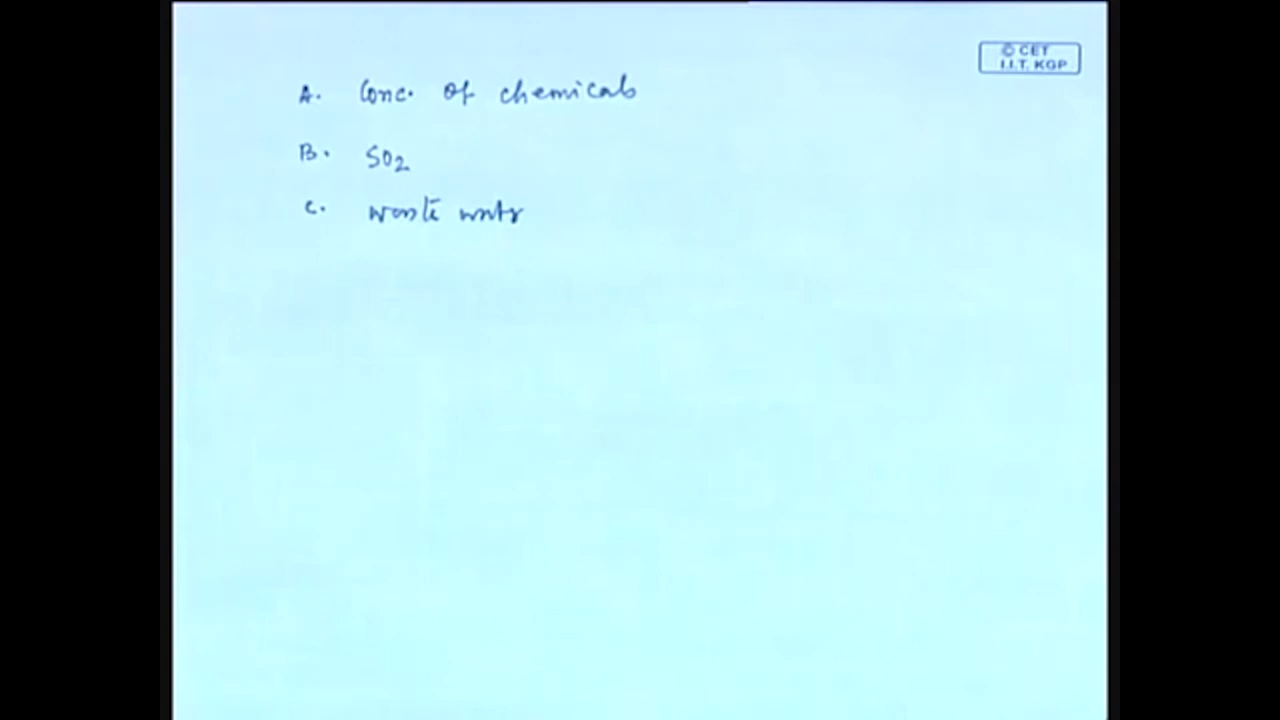 © CET
I.I.T. KGP
A. Conc. of chemicals
B. SO2
C. waste water